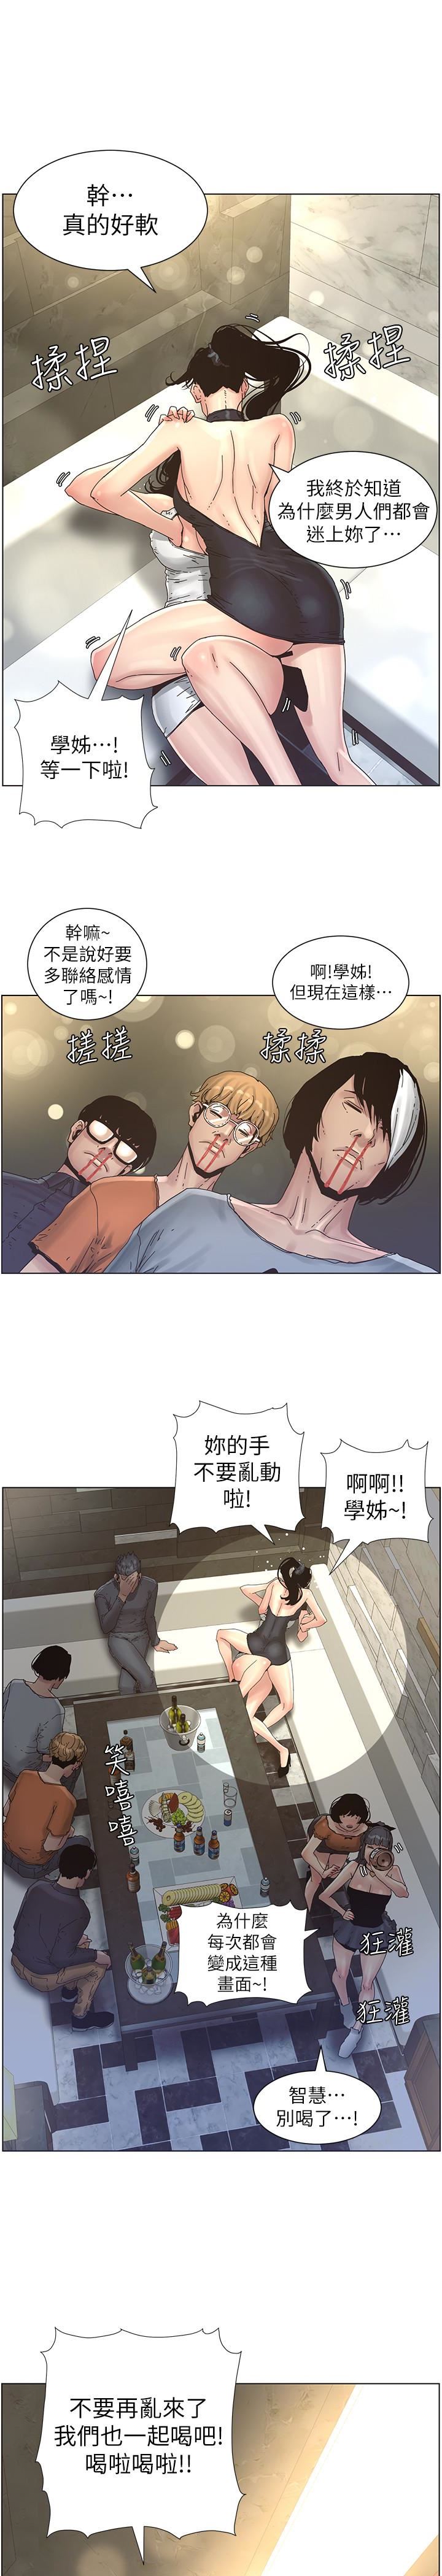 幹⋯
真的好軟
揉捏
揉捏
我終於知道
為什麼男人們都會
迷上妳了⋯
學姊⋯!
等一下啦!
幹嘛~
不是說好要
多聯絡感情
了嗎~!
啊!學姊!
但現在這樣⋯
搓搓
揉揉
妳的手
不要亂動
啦!
啊啊!!
學姊~!
笑嘻嘻
為什麼
每次都會
變成這種
畫面~!
狂灌
狂灌
智慧⋯
別喝了⋯!
不要再亂來了
我們也一起喝吧!
喝啦喝啦!!